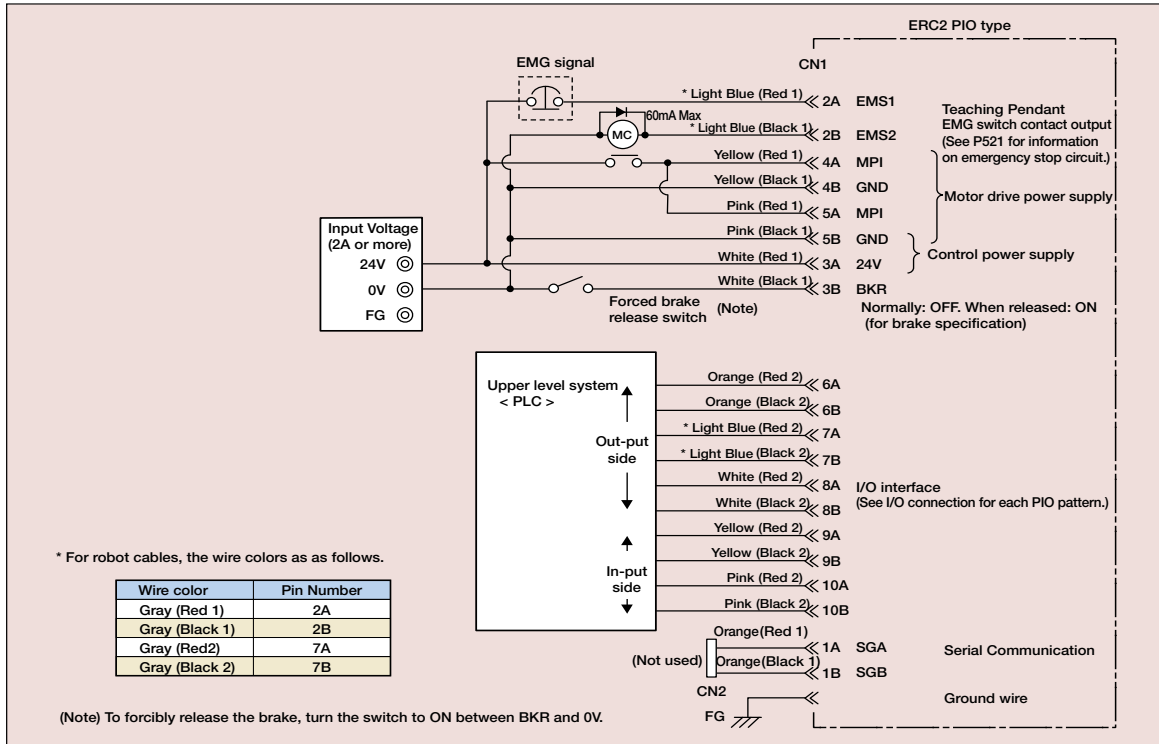 ERC2 PIO type
CN1
EMG signal
* Light Blue (Red 1) 2A EMS1
60mA Max
MC
* Light Blue (Black 1) 2B EMS2
Teaching Pendant
EMG switch contact output
(See P521 for information
on emergency stop circuit.)
Yellow (Red 1) 4A MPI
Yellow (Black 1) 4B GND
Motor drive power supply
Pink (Red 1) 5A MPI
Input Voltage
(2A or more)
Pink (Black 1) 5B GND
24V White (Red 1) 3A 24V
Control power supply
0V White (Black 1) 3B BKR
FG
Forced brake
release switch
(Note)
Normally: OFF. When released: ON
(for brake specification)
Upper level system
< PLC >
Out-put
side
In-put
side
Orange (Red 2) 6A
Orange (Black 2) 6B
* Light Blue (Red 2) 7A
* Light Blue (Black 2) 7B
White (Red 2) 8A
White (Black 2) 8B
Yellow (Red 2) 9A
Yellow (Black 2) 9B
Pink (Red 2) 10A
Pink (Black 2) 10B
I/O interface
(See I/O connection for each PIO pattern.)
* For robot cables, the wire colors as as follows.
Wire color Pin Number
Gray (Red 1) 2A
Gray (Black 1) 2B
Gray (Red2) 7A
Gray (Black 2) 7B
(Not used)
Orange(Red 1) 1A SGA
Orange(Black 1) 1B SGB
Serial Communication
CN2
FG
Ground wire
(Note) To forcibly release the brake, turn the switch to ON between BKR and 0V.